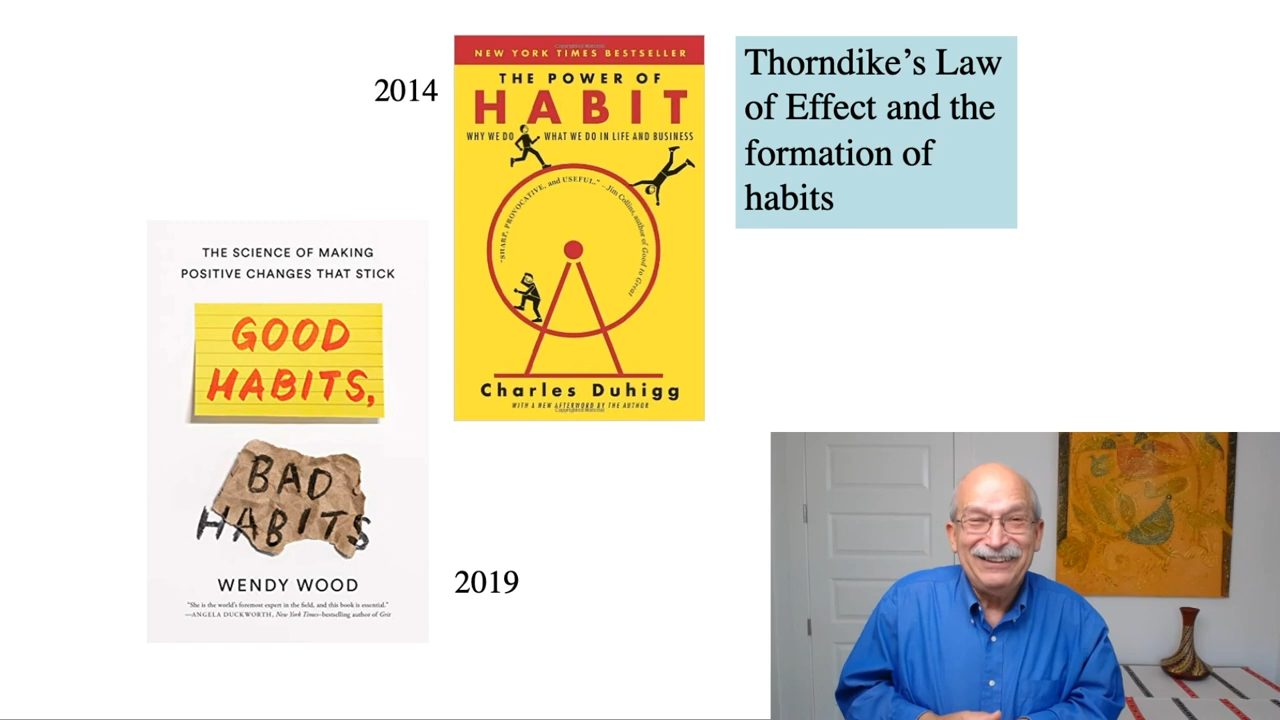 2014
NEW YORK TIMES BESTSELLER
THE POWER OF
HABIT
WHY WE DO WHAT WE DO IN LIFE AND BUSINESS
"SHARP, PROVOCATIVE, and USEFUL." – Jim Collins, author of Good to Great
Charles Duhigg
WITH A NEW AFTERWORD BY THE AUTHOR
Copyrighted Material
Thorndike’s Law
of Effect and the
formation of
habits
THE SCIENCE OF MAKING
POSITIVE CHANGES THAT STICK
GOOD
HABITS,
BAD
HABITS
WENDY WOOD
"She is the world's foremost expert in the field, and this book is essential."
—ANGELA DUCKWORTH, New York Times–bestselling author of Grit
2019